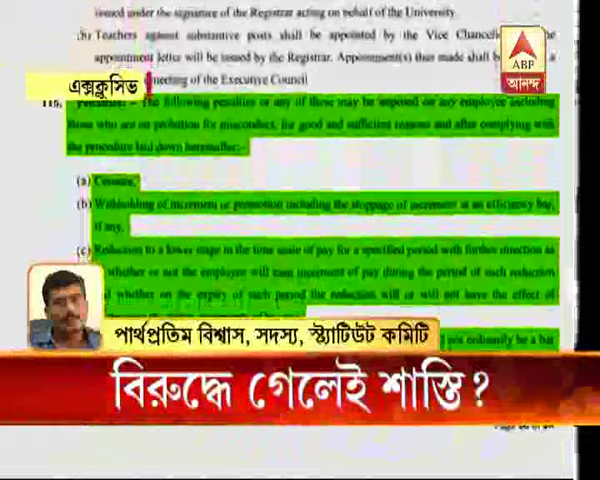 issued under the signature of the Registrar acting on behalf of the University.
(b) Teachers against substantive posts shall be appointed by the Vice
appointment letter will be issued by the Registrar. Appointment(s) thus made shall
ABP
আনন্দ
এক্সক্লুসিভ
meeting of the Executive Council
Penalties: - The following penalties or any of these may be imposed on any employee including
those who are on probation for misconduct, for good and sufficient reasons and after complying with
the procedure laid down hereafter:-
(a) Censure,
(b) Withholding of increment or promotion including the stoppage of increment at an efficiency bar,
if any,
(c) Reduction to a lower stage in the time scale of pay for a specified period with further direction as
whether or not the employee will earn increment of pay during the period of such reduction
whether on the expiry of such period the reduction will or will not have the effect of
not ordinarily be a bar
পার্থপ্রতিম বিশ্বাস, সদস্য, স্ট্যাটিউট কমিটি
বিরুদ্ধে গেলেই শাস্তি?